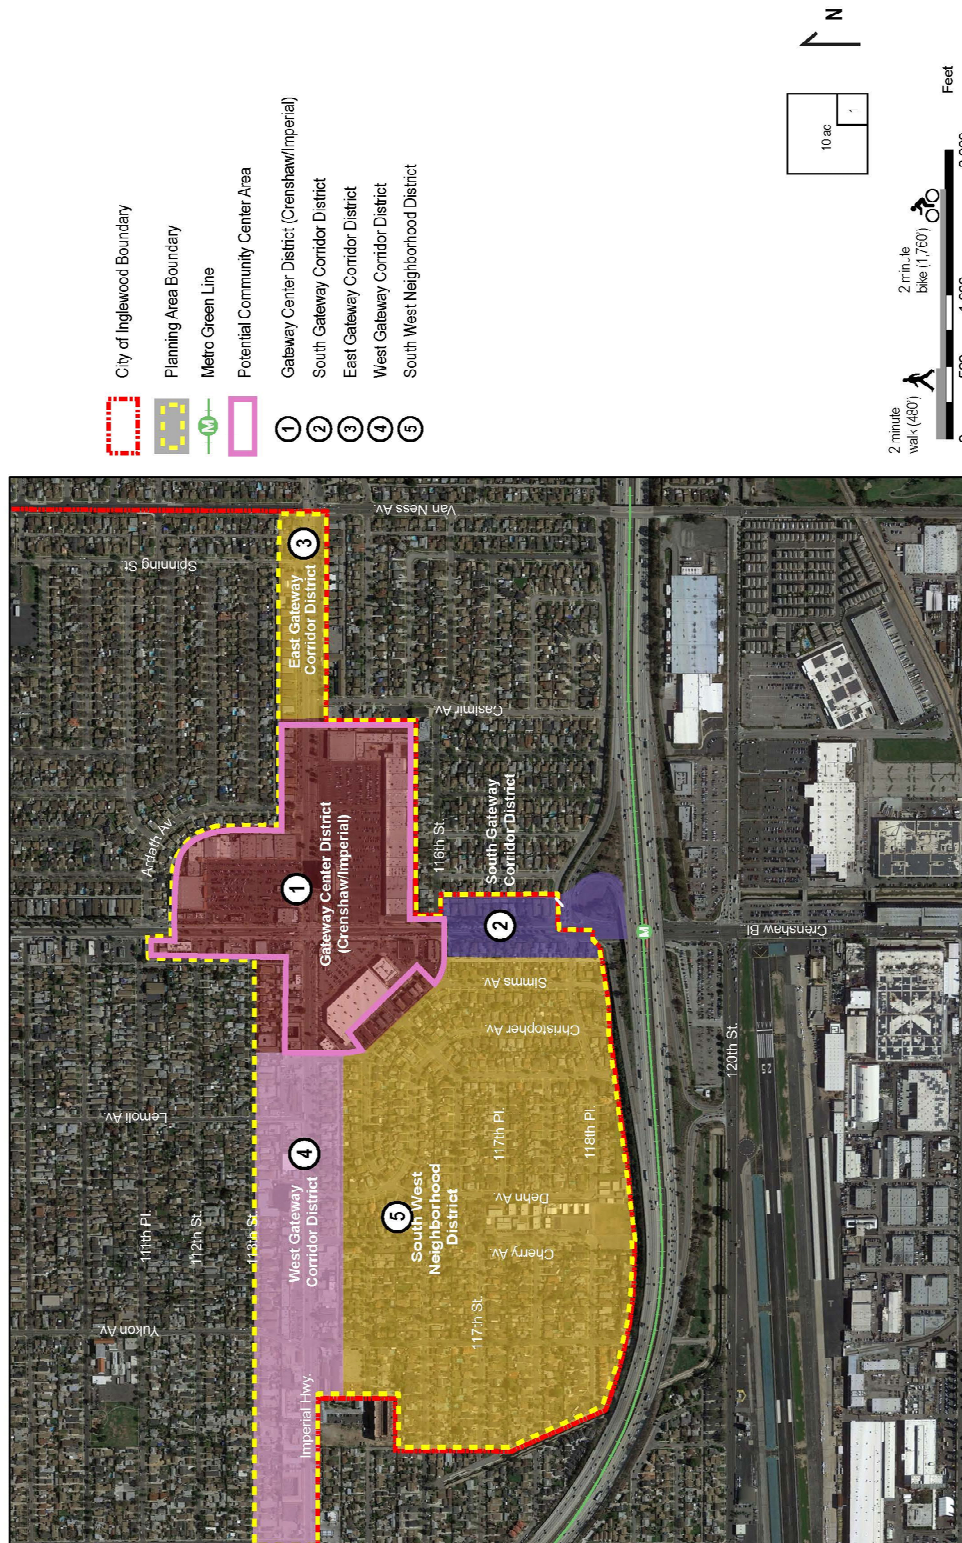 City of Inglewood Boundary
Planning Area Boundary
M
Metro Green Line
Potential Community Center Area
1
Gateway Center District (Crenshaw/Imperial)
2
South Gateway Corridor District
3
East Gateway Corridor District
4
West Gateway Corridor District
5
South West Neighborhood District
N
10 ac
2 minute
walk (480')
2 minute
bike (1,760')
Feet
Yukon Av
Lemoli Av
Ardath Av
Spinning St
Van Ness Av
111th Pl.
112th St.
113th St.
Imperial Hwy.
West Gateway
Corridor District
4
1
Gateway Center District
(Crenshaw/Imperial)
East Gateway
Corridor District
3
5
South West
Neighborhood
District
116th St.
Casimir Av
South Gateway
Corridor District
2
117th St.
117th Pl.
118th Pl.
Cherry Av.
Dehn Av.
Christopher Av.
Simms Av
M
120th St.
Crenshaw Bl